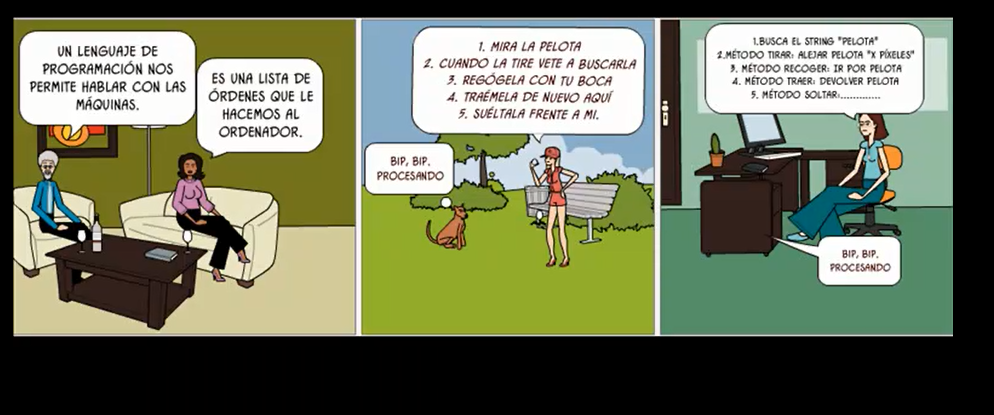 UN LENGUAJE DE
PROGRAMACIÓN NOS
PERMITE HABLAR CON LAS
MÁQUINAS.
ES UNA LISTA DE
ÓRDENES QUE LE
HACEMOS AL
ORDENADOR.
1. MIRA LA PELOTA
2. CUANDO LA TIRE VETE A BUSCARLA
3. REGÓGELA CON TU BOCA
4. TRAÉMELA DE NUEVO AQUÍ
5. SUÉLTALA FRENTE A MI.
BIP, BIP.
PROCESANDO
1.BUSCA EL STRING "PELOTA"
2.MÉTODO TIRAR: ALEJAR PELOTA "X PÍXELES"
3. MÉTODO RECOGER: IR POR PELOTA
4. MÉTODO TRAER: DEVOLVER PELOTA
5. MÉTODO SOLTAR:.............
BIP, BIP.
PROCESANDO